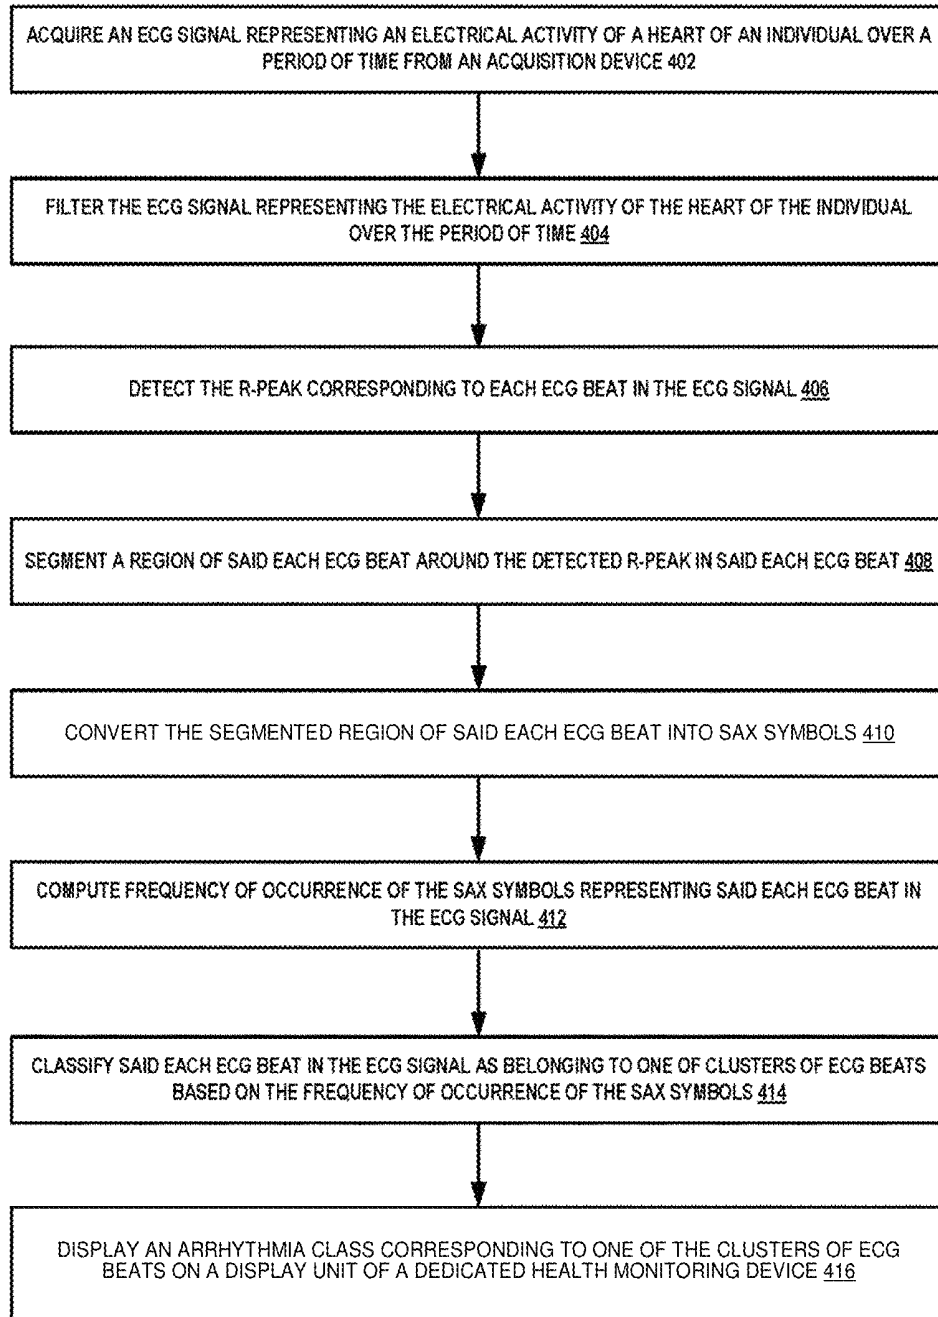 ACQUIRE AN ECG SIGNAL REPRESENTING AN ELECTRICAL ACTIVITY OF A HEART OF AN INDIVIDUAL OVER A
PERIOD OF TIME FROM AN ACQUISITION DEVICE 402
FILTER THE ECG SIGNAL REPRESENTING THE ELECTRICAL ACTIVITY OF THE HEART OF THE INDIVIDUAL
OVER THE PERIOD OF TIME 404
DETECT THE R-PEAK CORRESPONDING TO EACH ECG BEAT IN THE ECG SIGNAL 406
SEGMENT A REGION OF SAID EACH ECG BEAT AROUND THE DETECTED R-PEAK IN SAID EACH ECG BEAT 408
CONVERT THE SEGMENTED REGION OF SAID EACH ECG BEAT INTO SAX SYMBOLS 410
COMPUTE FREQUENCY OF OCCURRENCE OF THE SAX SYMBOLS REPRESENTING SAID EACH ECG BEAT IN
THE ECG SIGNAL 412
CLASSIFY SAID EACH ECG BEAT IN THE ECG SIGNAL AS BELONGING TO ONE OF CLUSTERS OF ECG BEATS
BASED ON THE FREQUENCY OF OCCURRENCE OF THE SAX SYMBOLS 414
DISPLAY AN ARRHYTHMIA CLASS CORRESPONDING TO ONE OF THE CLUSTERS OF ECG
BEATS ON A DISPLAY UNIT OF A DEDICATED HEALTH MONITORING DEVICE 416